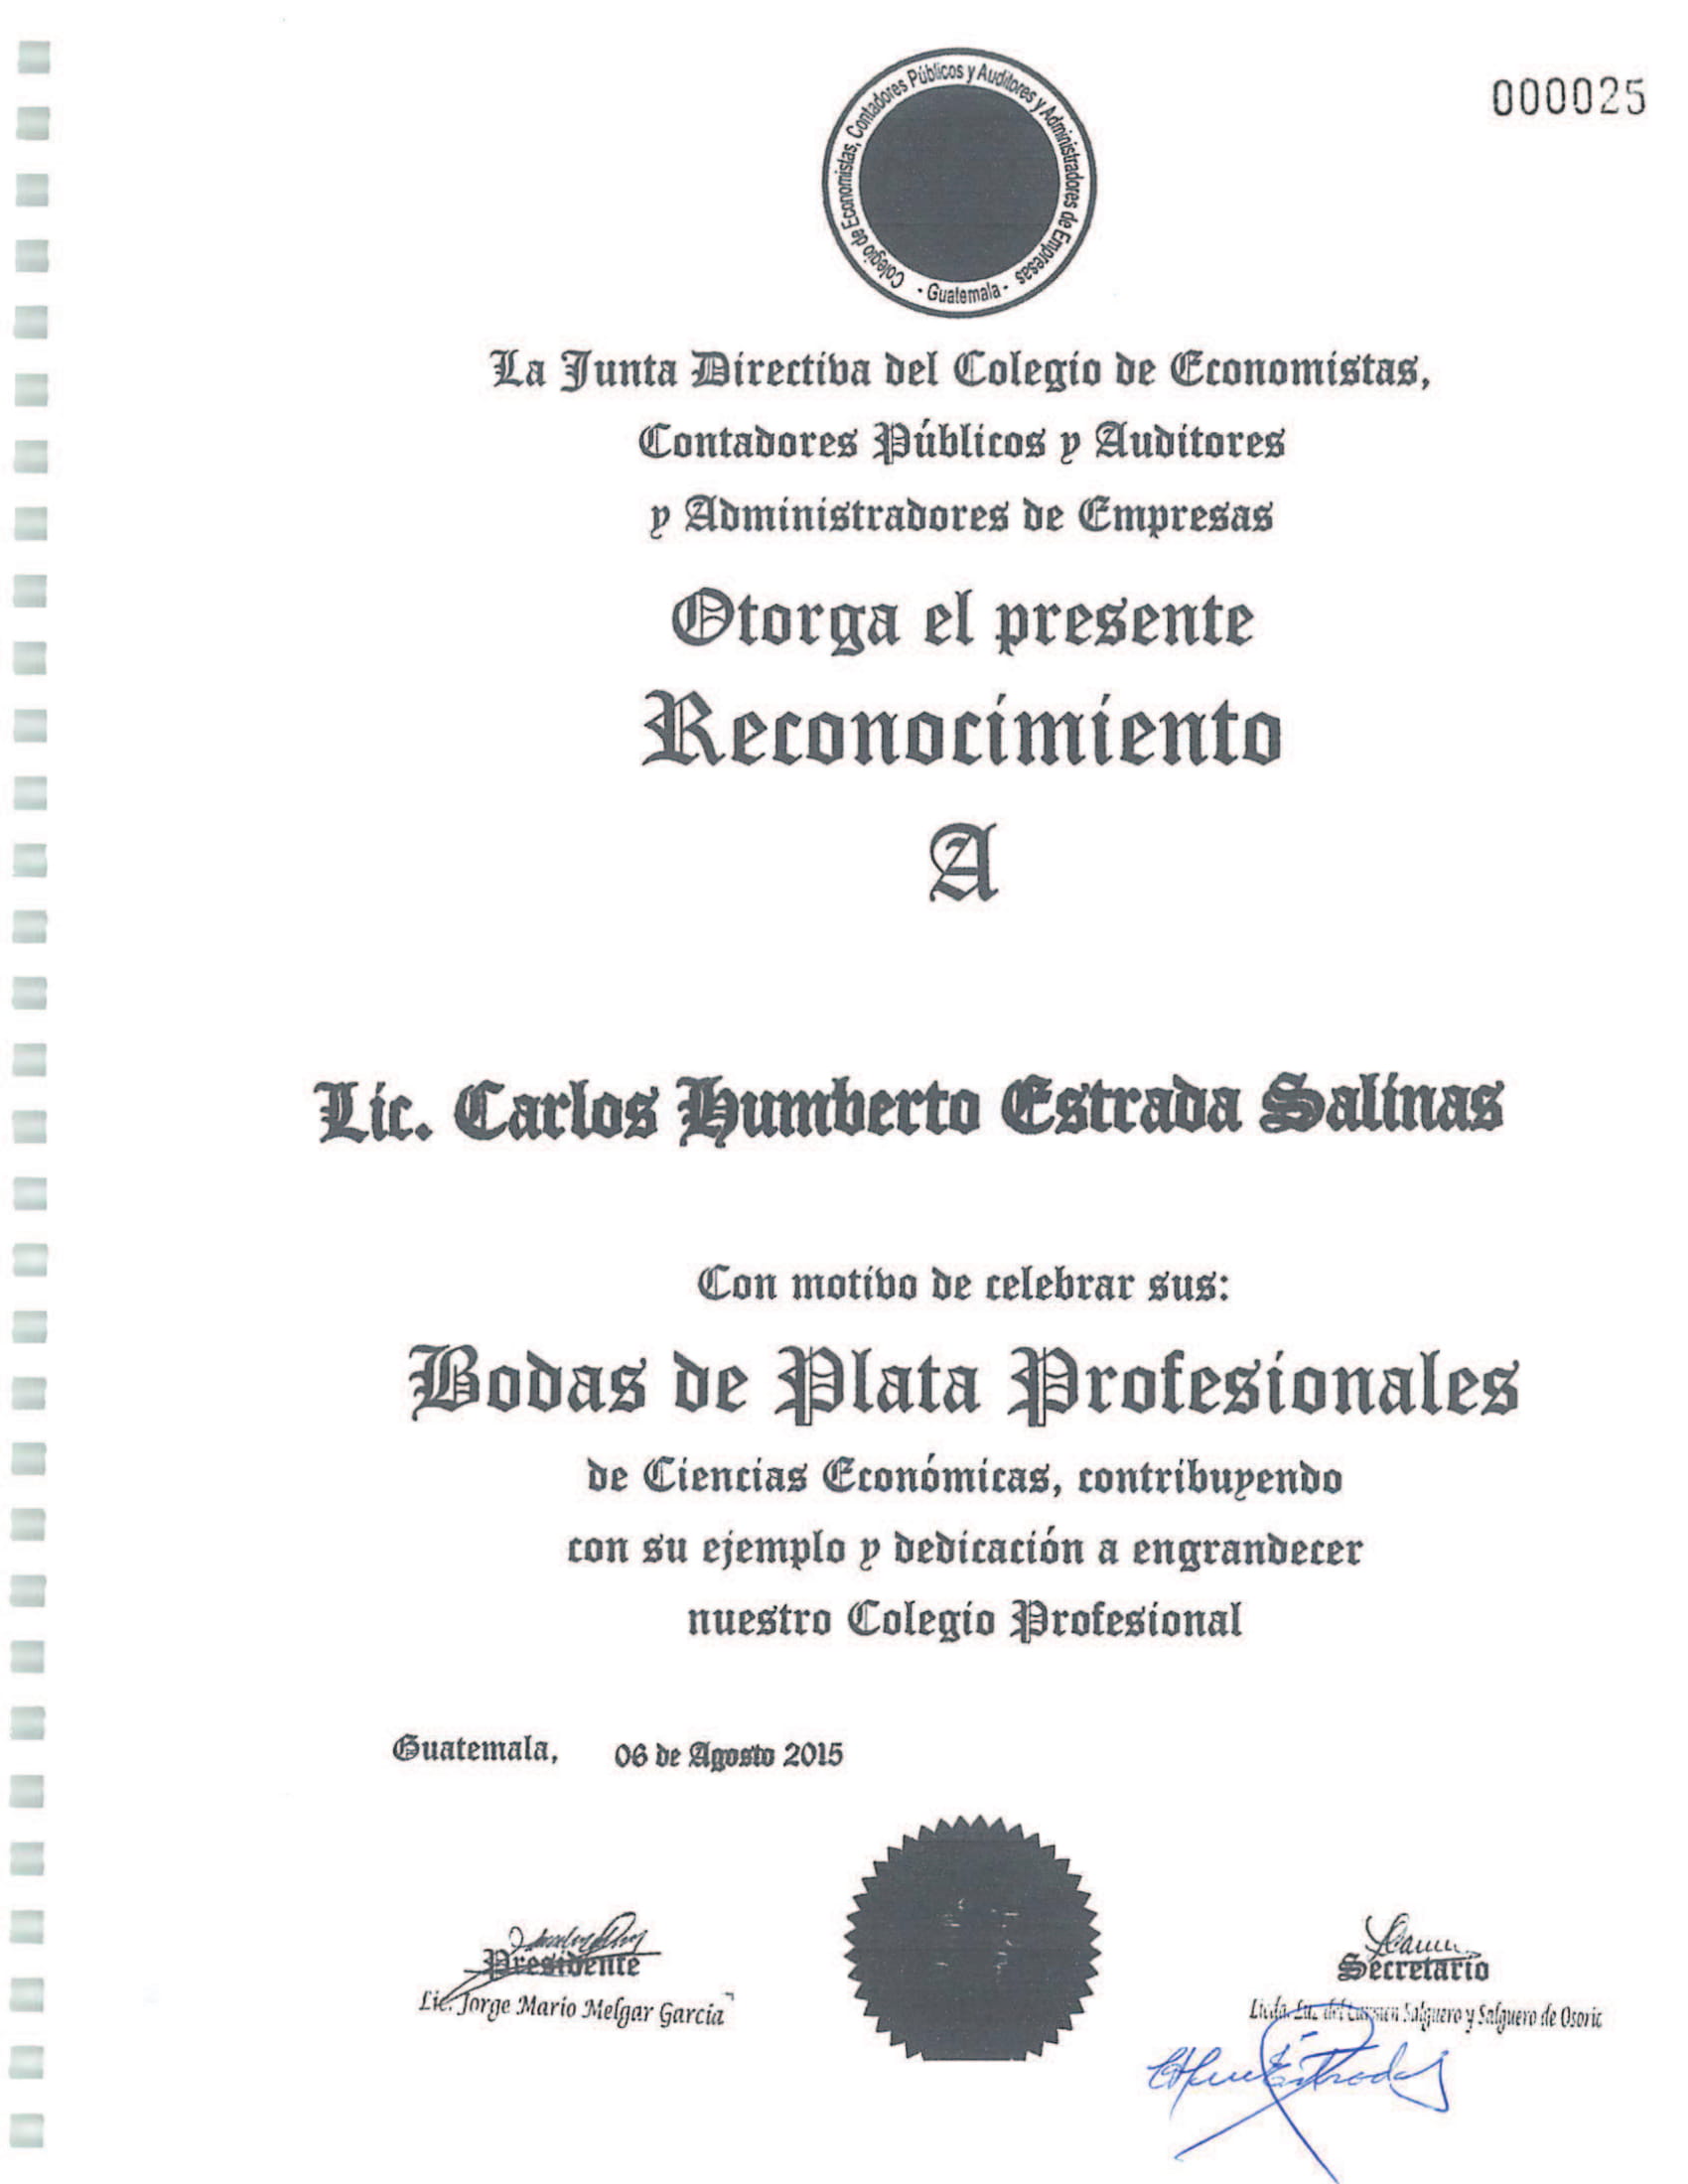 000025
Colegio de Economistas, Contadores Públicos y Auditores y Administradores de Empresas
- Guatemala -
La Junta Directiva del Colegio de Economistas,
Contadores Públicos y Auditores
y Administradores de Empresas
Otorga el presente
Reconocimiento
A
Lic. Carlos Humberto Estrada Salinas
Con motivo de celebrar sus:
Bodas de Plata Profesionales
de Ciencias Económicas, contribuyendo
con su ejemplo y dedicación a engrandecer
nuestro Colegio Profesional
Guatemala, 06 de Agosto 2015
Presidente
Lic. Jorge Mario Melgar García
Secretario
Licda. del Carmen Salguero y Salguero de Osorio